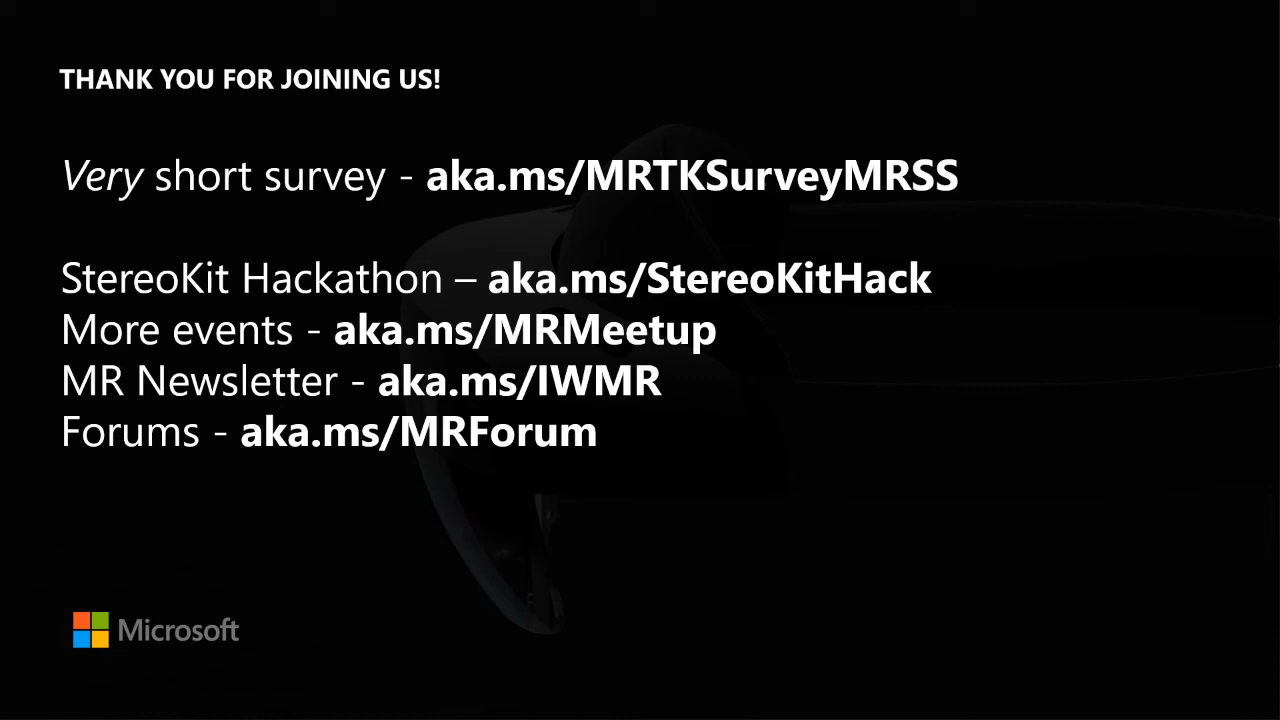 THANK YOU FOR JOINING US!
Very short survey - aka.ms/MRTKSurveyMRSS
StereoKit Hackathon – aka.ms/StereoKitHack
More events - aka.ms/MRMeetup
MR Newsletter - aka.ms/IWMR
Forums - aka.ms/MRForum
Microsoft